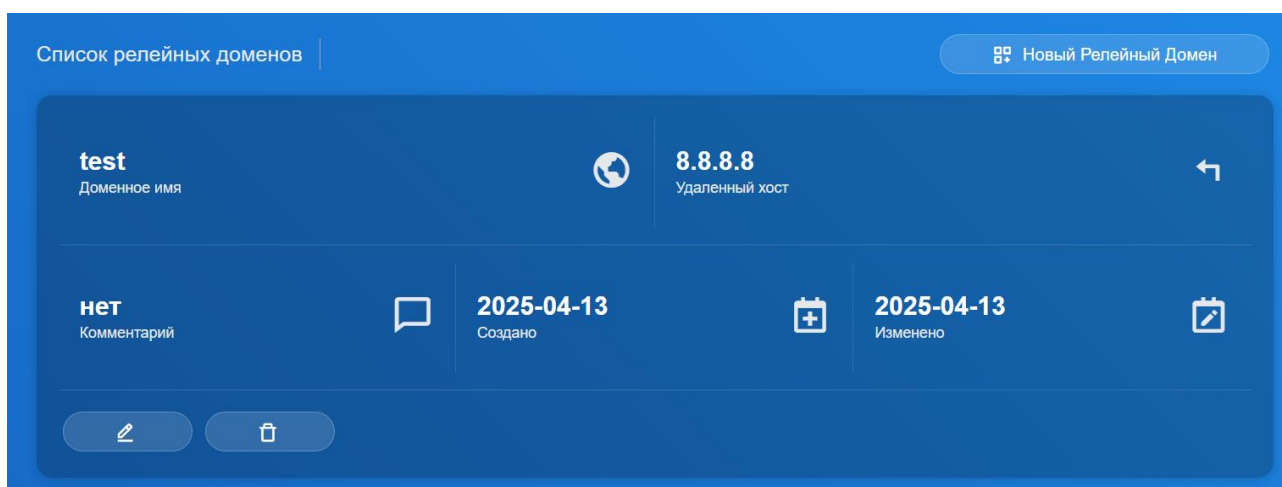 Список релейных доменов
Новый Релейный Домен
test
Доменное имя
8.8.8.8
Удаленный хост
нет
Комментарий
2025-04-13
Создано
2025-04-13
Изменено